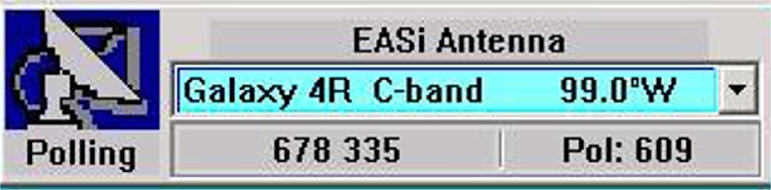 EASi Antenna
Galaxy 4R C-band 99.0°W
Polling 678 335 Pol: 609